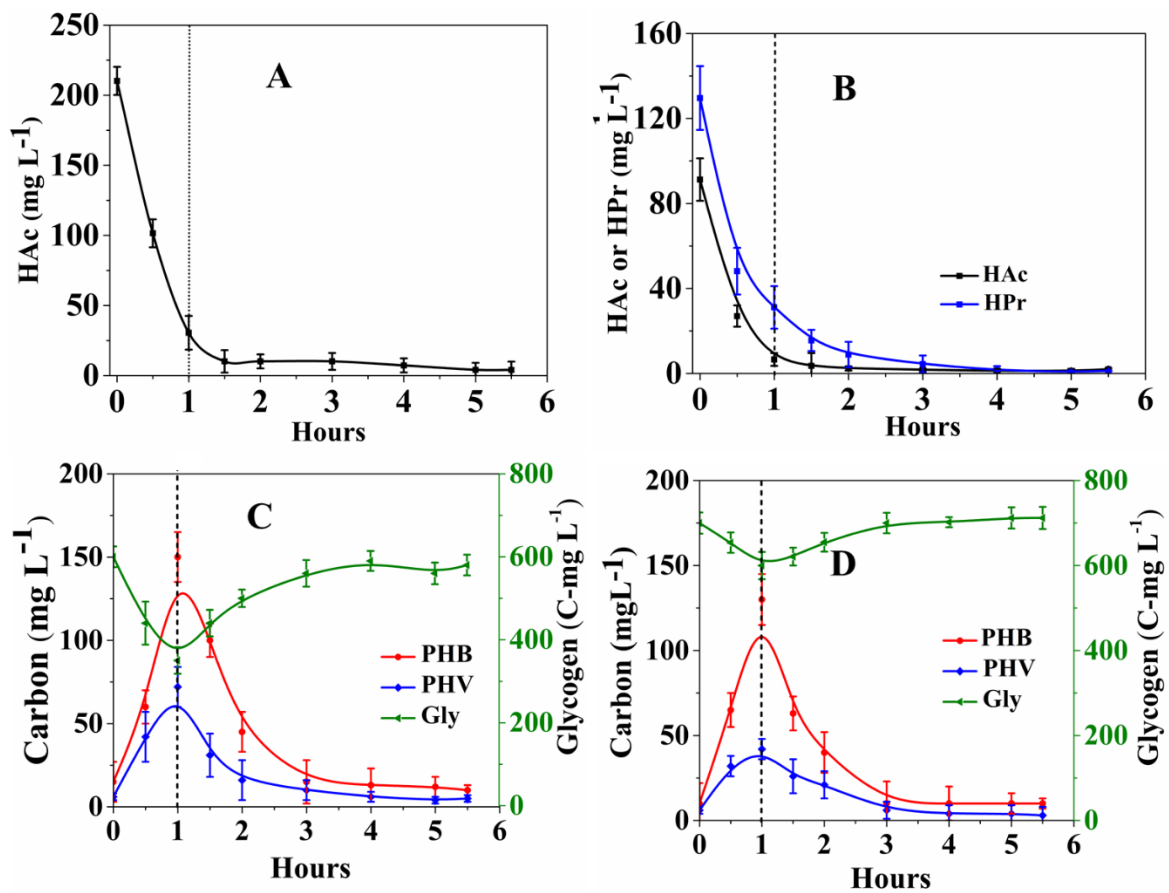 A
HAc (mg L-1)
250
200
150
100
50
0
0 1 2 3 4 5 6
Hours
B
HAc or HPr (mg L-1)
160
120
80
40
0
HAc
HPr
0 1 2 3 4 5 6
Hours
C
Carbon (mg L-1)
200
150
100
50
0
PHB
PHV
Gly
800
600
400
200
0
Glycogen (C-mg L-1)
0 1 2 3 4 5 6
Hours
D
Carbon (mgL-1)
200
150
100
50
0
PHB
PHV
Gly
800
600
400
200
0
Glycogen (C-mg L-1)
0 1 2 3 4 5 6
Hours